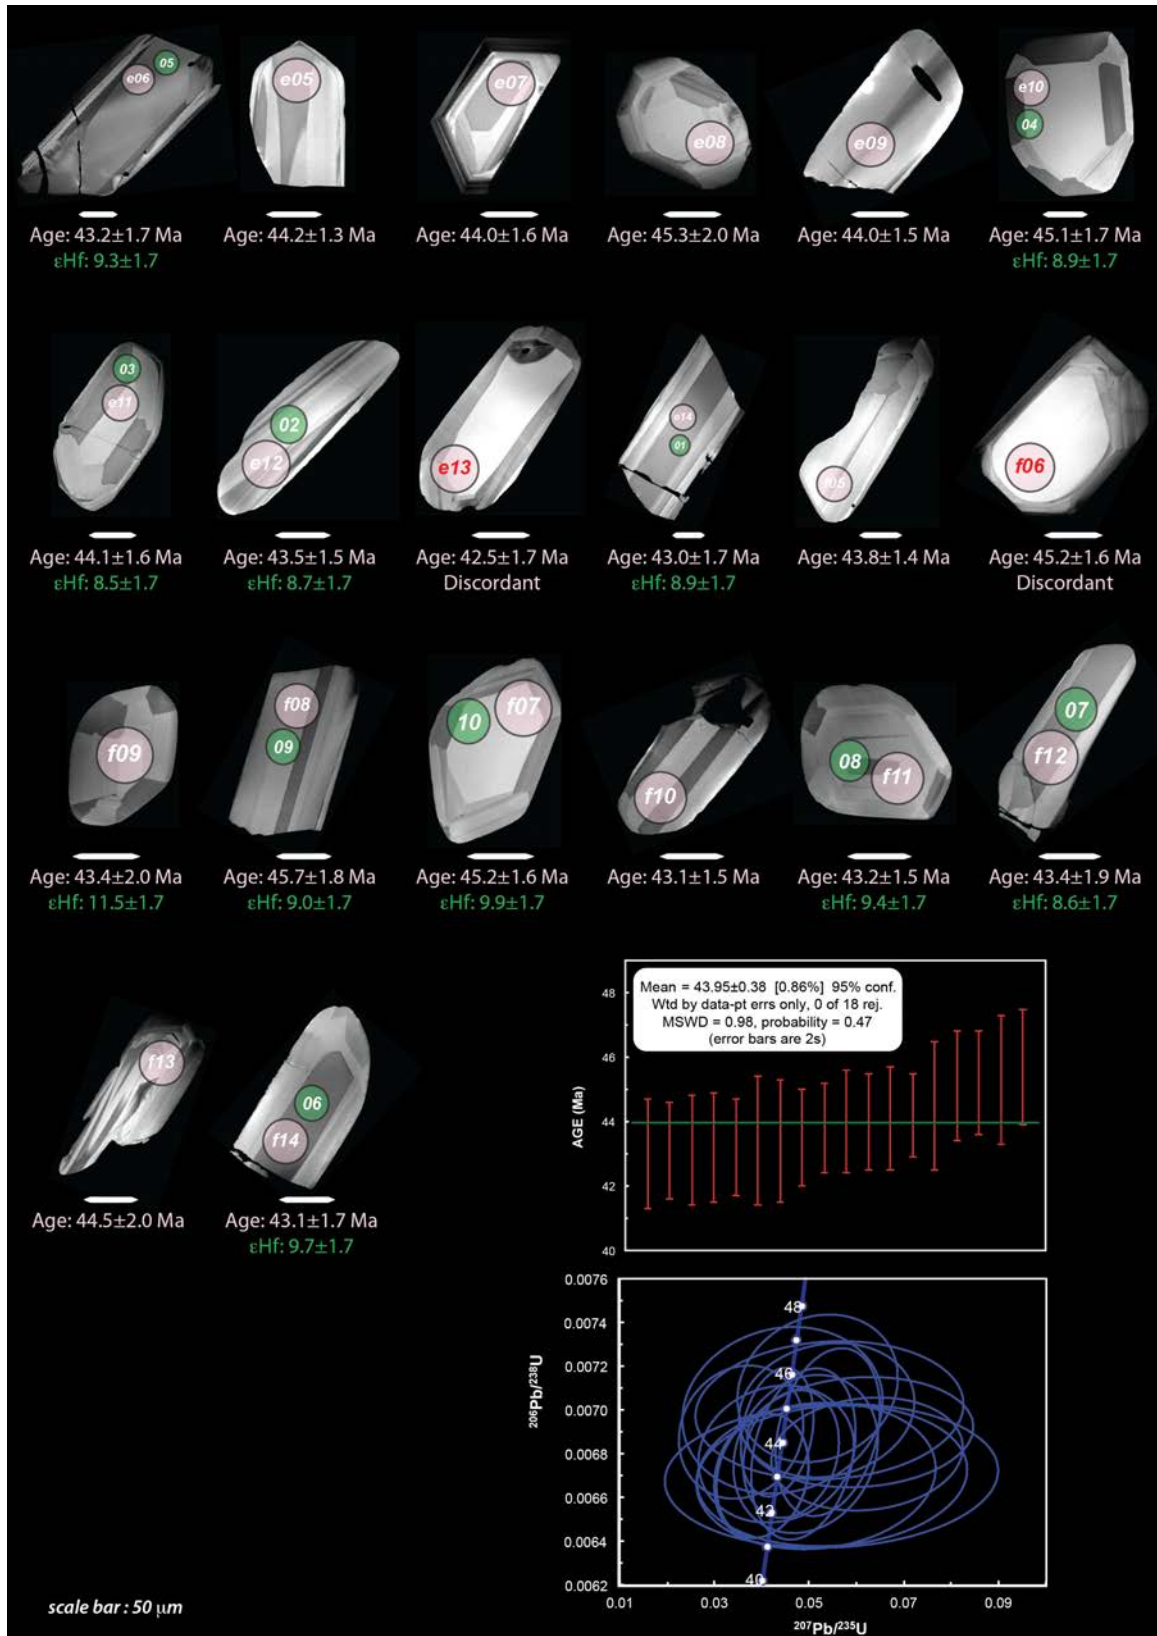 05
e06
e05
e07
e08
e09
e10
04
Age: 43.2±1.7 Ma
εHf: 9.3±1.7
Age: 44.2±1.3 Ma
Age: 44.0±1.6 Ma
Age: 45.3±2.0 Ma
Age: 44.0±1.5 Ma
Age: 45.1±1.7 Ma
εHf: 8.9±1.7
03
e11
02
e12
e13
e14
01
f05
f06
Age: 44.1±1.6 Ma
εHf: 8.5±1.7
Age: 43.5±1.5 Ma
εHf: 8.7±1.7
Age: 42.5±1.7 Ma
Discordant
Age: 43.0±1.7 Ma
εHf: 8.9±1.7
Age: 43.8±1.4 Ma
Age: 45.2±1.6 Ma
Discordant
f09
f08
09
10
f07
f10
08
f11
07
f12
Age: 43.4±2.0 Ma
εHf: 11.5±1.7
Age: 45.7±1.8 Ma
εHf: 9.0±1.7
Age: 45.2±1.6 Ma
εHf: 9.9±1.7
Age: 43.1±1.5 Ma
Age: 43.2±1.5 Ma
εHf: 9.4±1.7
Age: 43.4±1.9 Ma
εHf: 8.6±1.7
f13
06
f14
Age: 44.5±2.0 Ma
Age: 43.1±1.7 Ma
εHf: 9.7±1.7
Mean = 43.95±0.38 [0.86%] 95% conf.
Wtd by data-pt errs only, 0 of 18 rej.
MSWD = 0.98, probability = 0.47
(error bars are 2s)
48
46
44
42
40
AGE (Ma)
0.0076
0.0074
0.0072
0.0070
0.0068
0.0066
0.0064
0.0062
²⁰⁶Pb/²³⁸U
48
46
44
42
40
0.01
0.03
0.05
0.07
0.09
²⁰⁷Pb/²³⁵U
scale bar : 50 μm